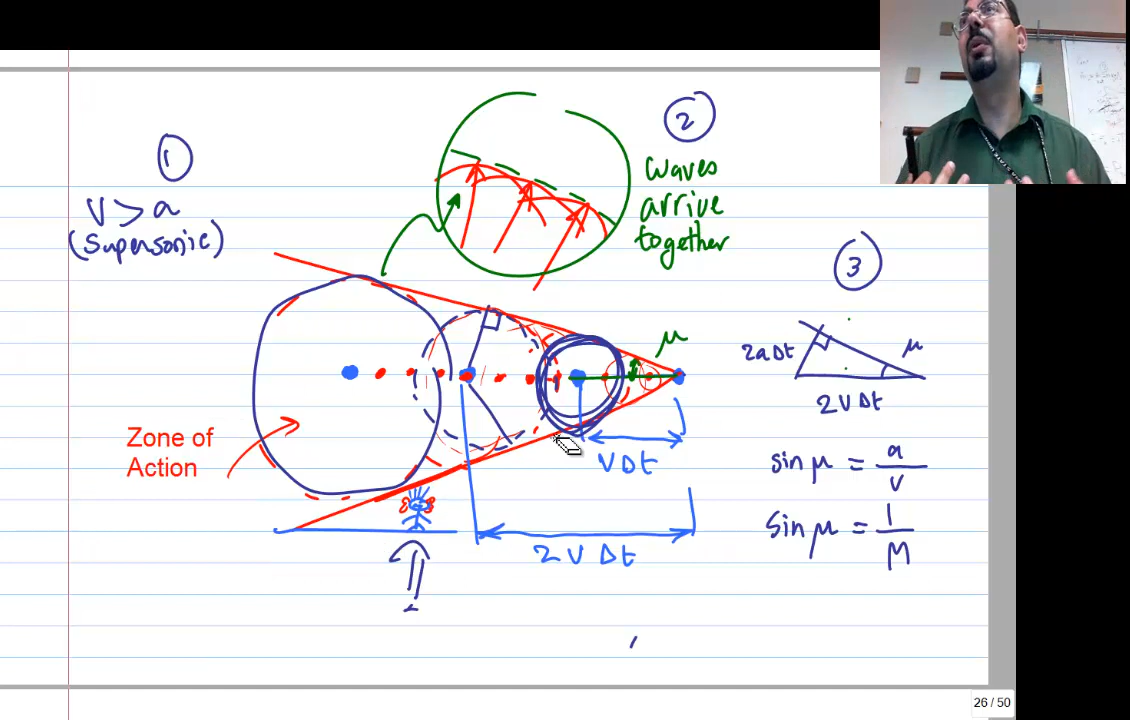 1
V > a
(Supersonic)
2
Waves
arrive
together
3
μ
2aΔt
μ
2VΔt
sin μ = a/V
sin μ = 1/M
Zone of
Action
VΔt
2VΔt
26 / 50